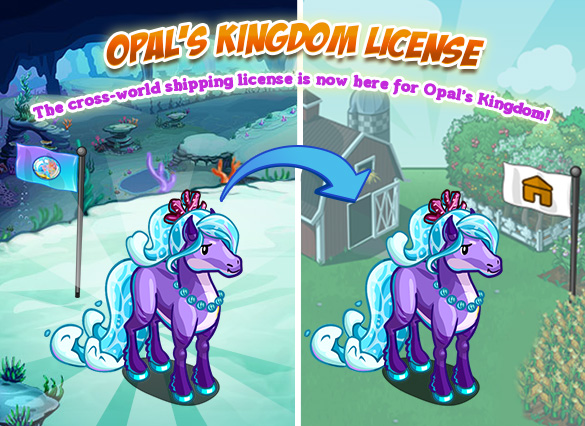 OPAL'S KINGDOM LICENSE
The cross-world shipping license is now here for Opal's Kingdom!